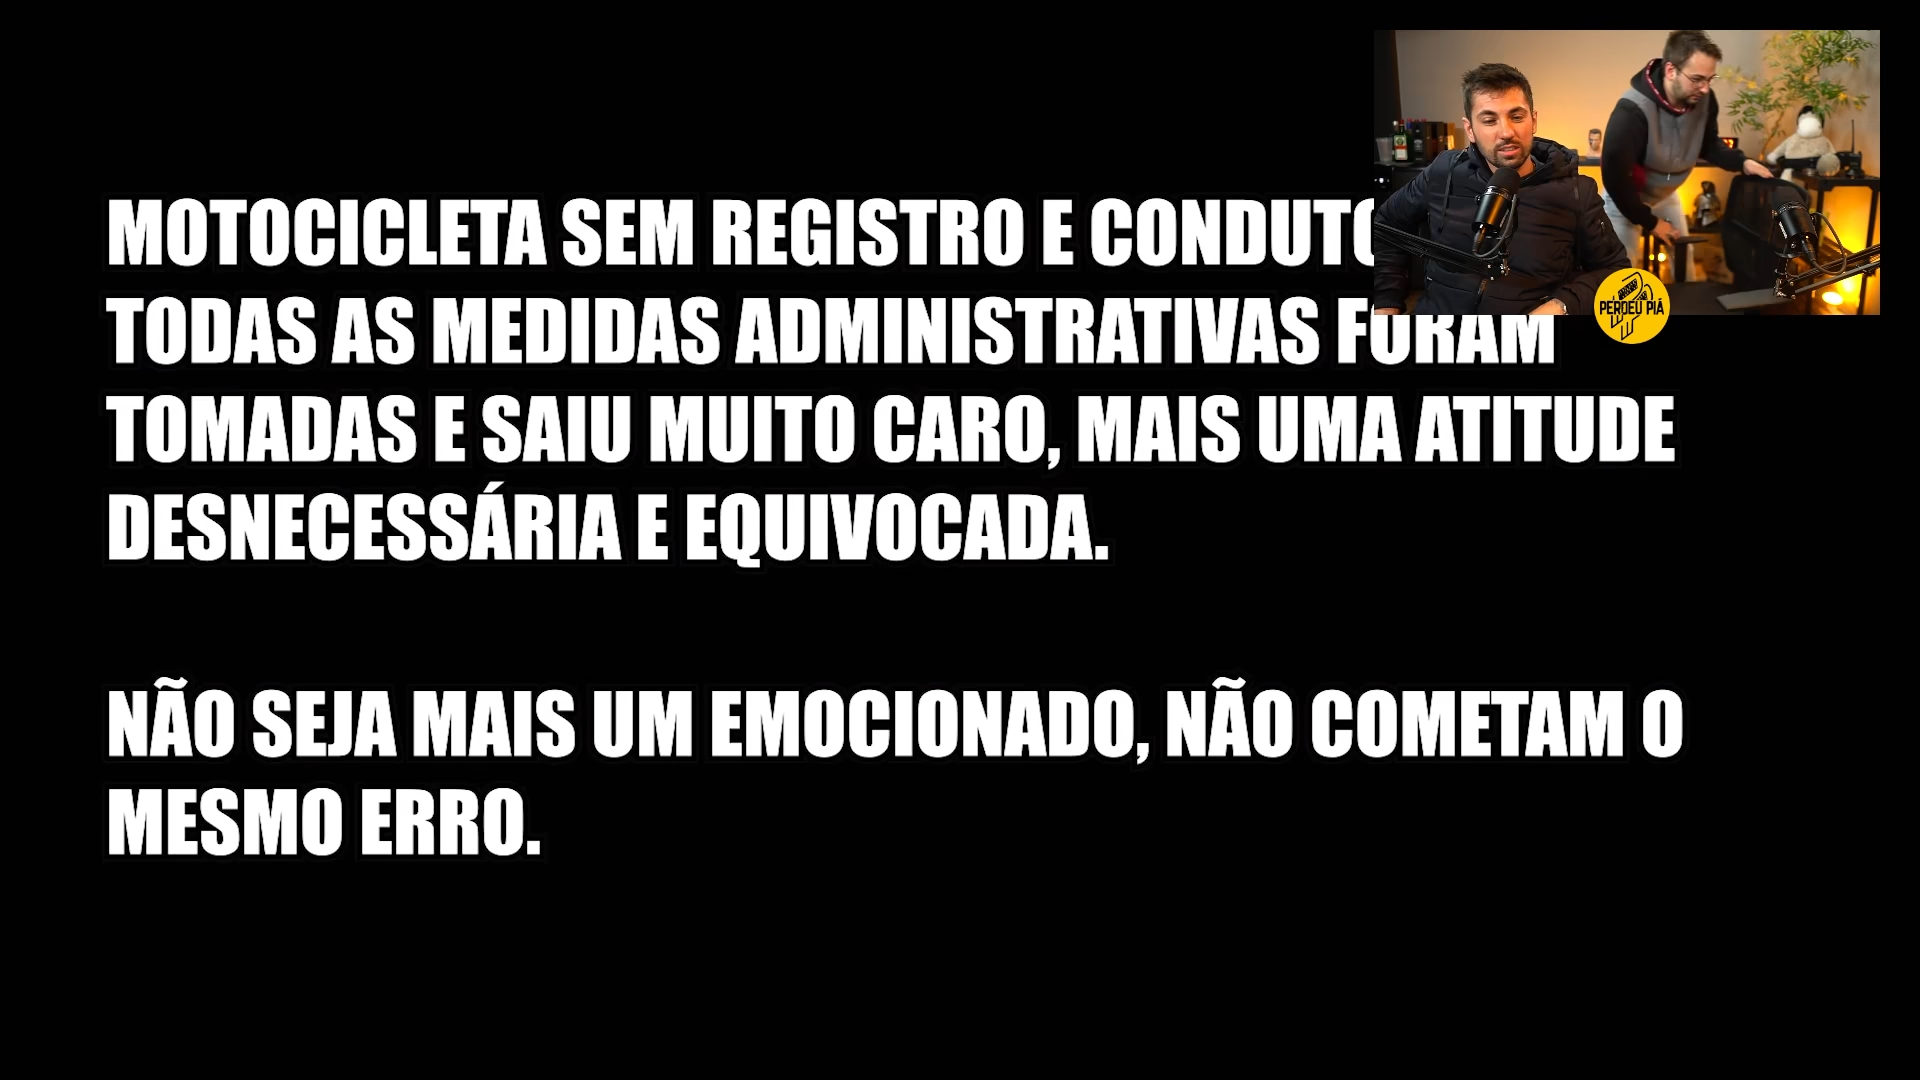 MOTOCICLETA SEM REGISTRO E
TODAS AS MEDIDAS ADMINISTRATIVAS FORAM
TOMADAS E SAIU MUITO CARO, MAIS UMA ATITUDE
DESNECESSÁRIA E EQUIVOCADA.
NÃO SEJA MAIS UM EMOCIONADO, NÃO COMETAM O
MESMO ERRO.
PERDEU PIÁ